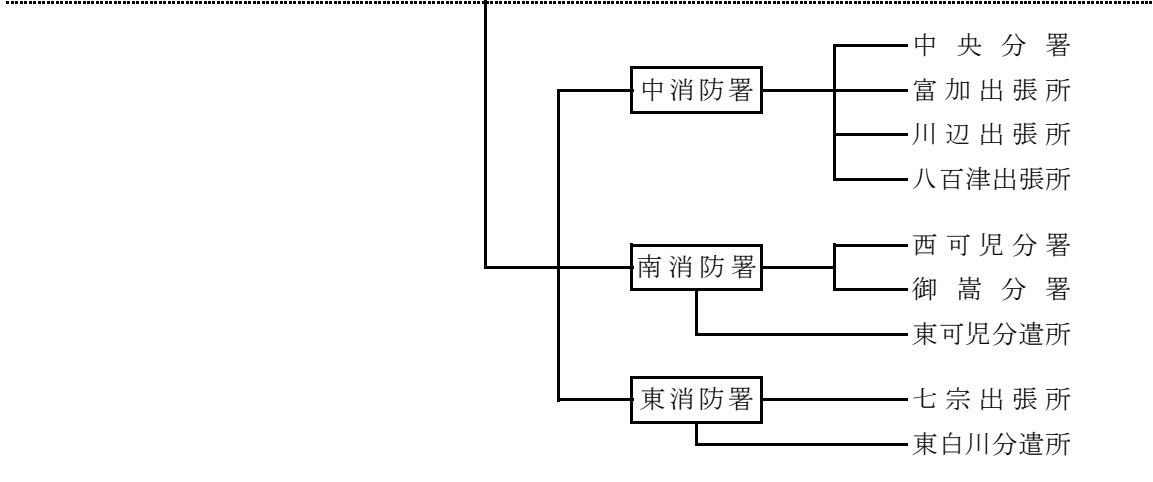 中央分署
中消防署
富加出張所
川辺出張所
八百津出張所
西可児分署
南消防署
御嵩分署
東可児分遣所
東消防署
七宗出張所
東白川分遣所